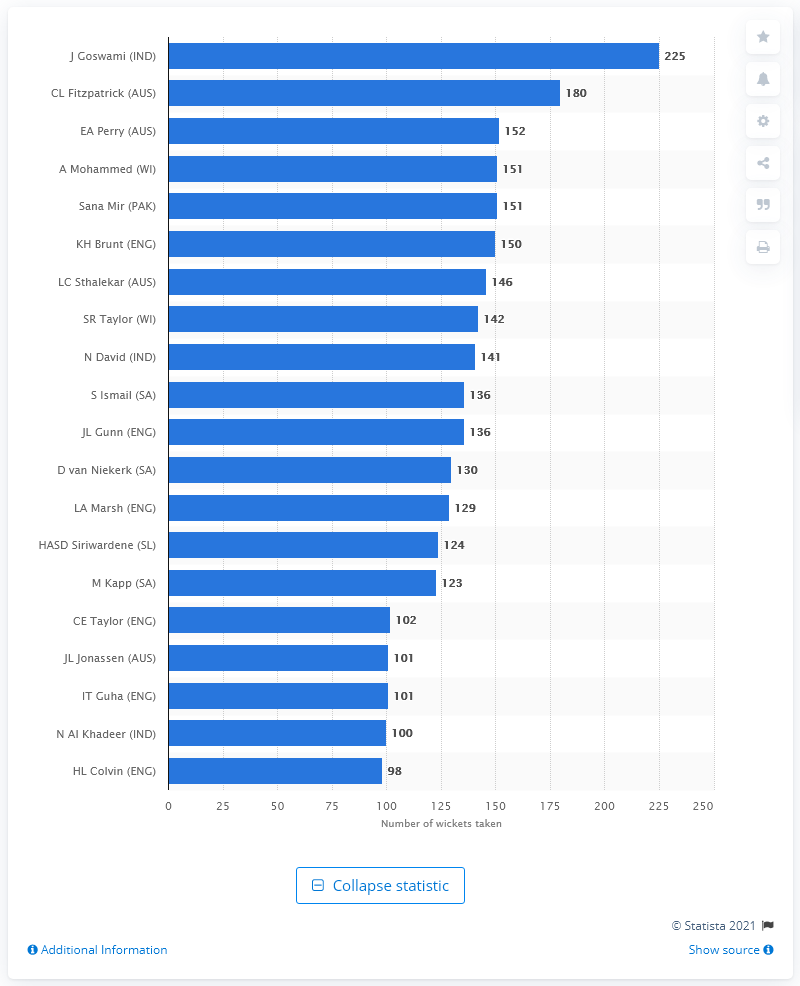 J Goswami (IND) 225
CL Fitzpatrick (AUS) 180
EA Perry (AUS) 152
A Mohammed (WI) 151
Sana Mir (PAK) 151
KH Brunt (ENG) 150
LC Sthalekar (AUS) 146
SR Taylor (WI) 142
N David (IND) 141
S Ismail (SA) 136
JL Gunn (ENG) 136
D van Niekerk (SA) 130
LA Marsh (ENG) 129
HASD Siriwardene (SL) 124
M Kapp (SA) 123
CE Taylor (ENG) 102
JL Jonassen (AUS) 101
IT Guha (ENG) 101
N Al Khadeer (IND) 100
HL Colvin (ENG) 98
0 25 50 75 100 125 150 175 200 225 250
Number of wickets taken
Collapse statistic
© Statista 2021
Additional Information Show source